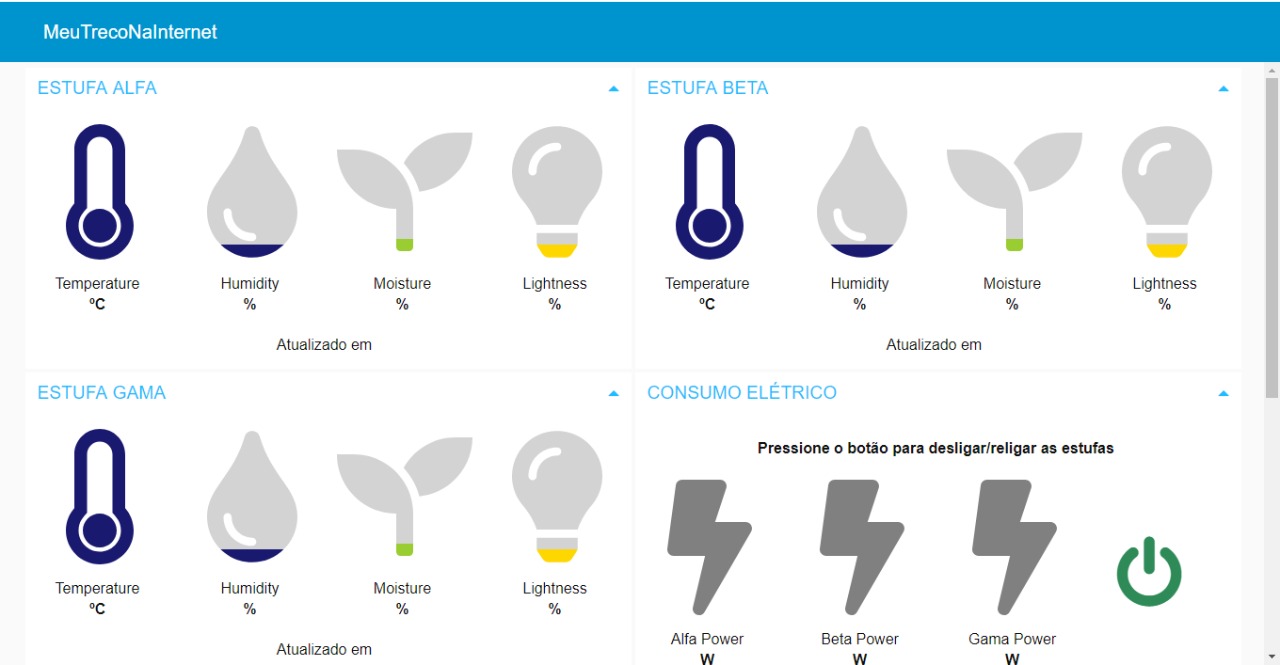 MeuTrecoNaInternet
ESTUFA ALFA
Temperature Humidity Moisture Lightness
ºC % % %
Atualizado em
ESTUFA BETA
Temperature Humidity Moisture Lightness
ºC % % %
Atualizado em
ESTUFA GAMA
Temperature Humidity Moisture Lightness
ºC % % %
Atualizado em
CONSUMO ELÉTRICO
Pressione o botão para desligar/religar as estufas
Alfa Power Beta Power Gama Power
W W W